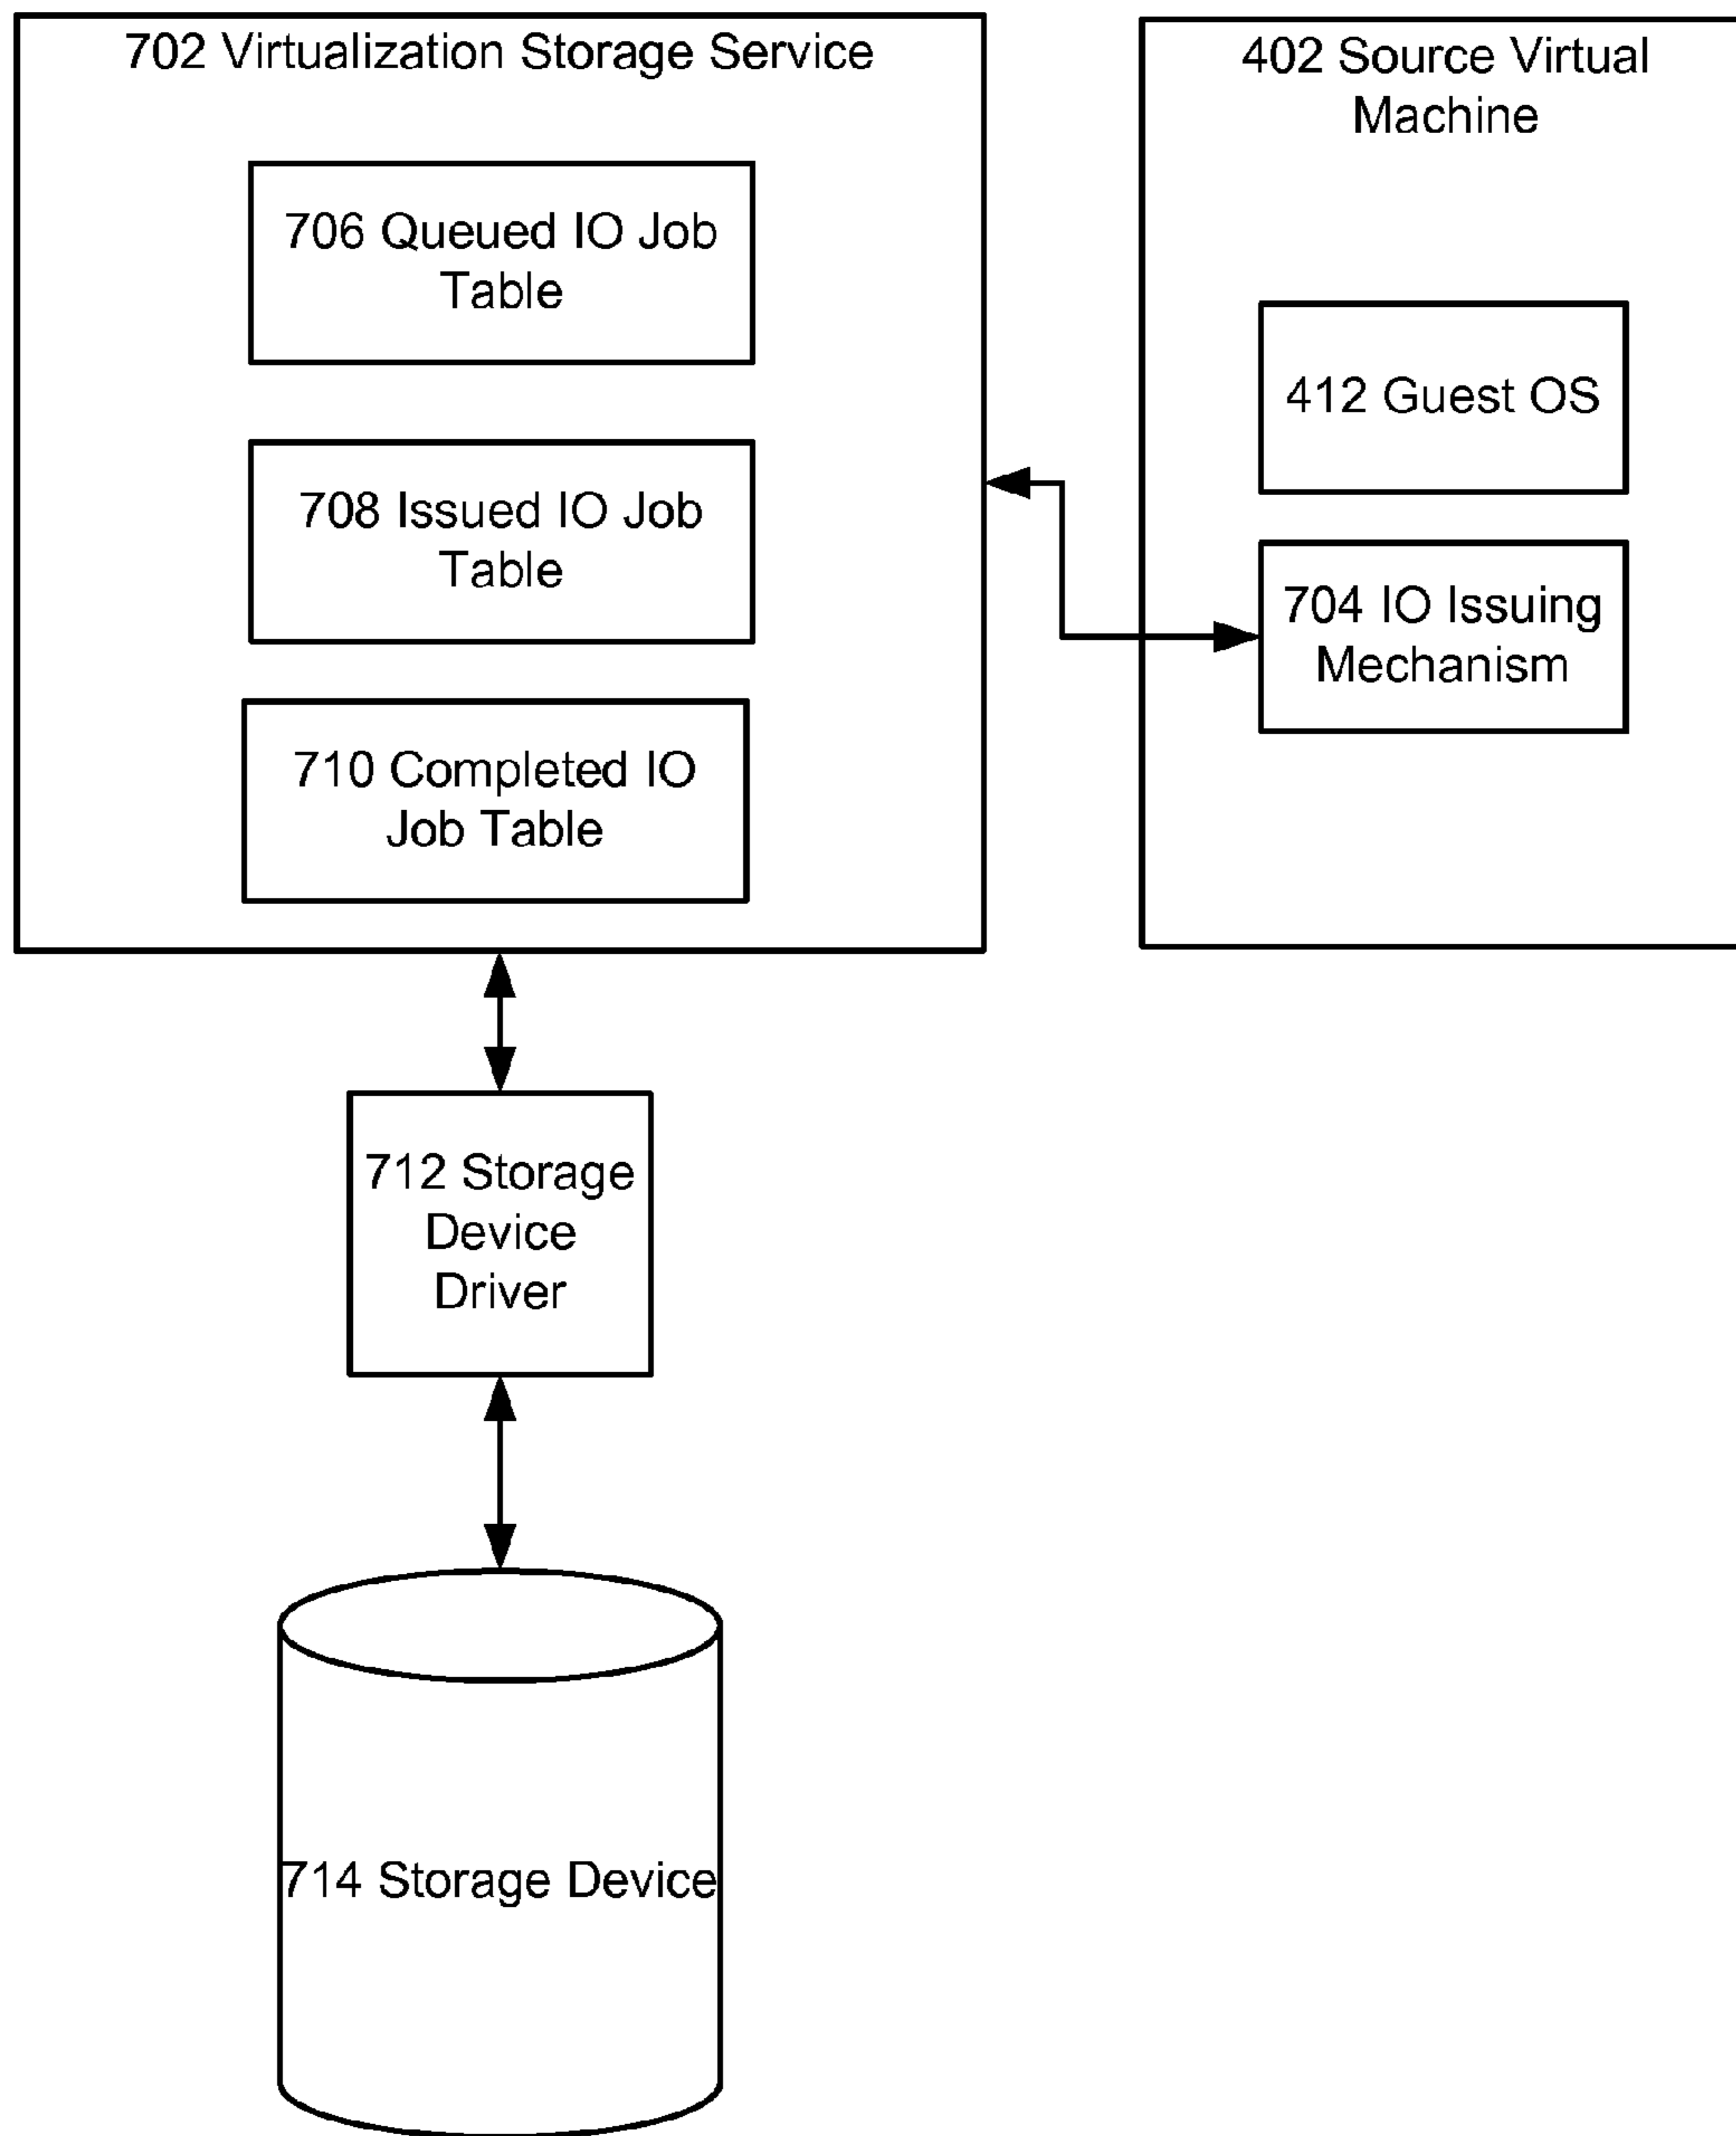 702 Virtualization Storage Service
706 Queued IO Job
Table
708 Issued IO Job
Table
710 Completed IO
Job Table
402 Source Virtual
Machine
412 Guest OS
704 IO Issuing
Mechanism
712 Storage
Device
Driver
714 Storage Device